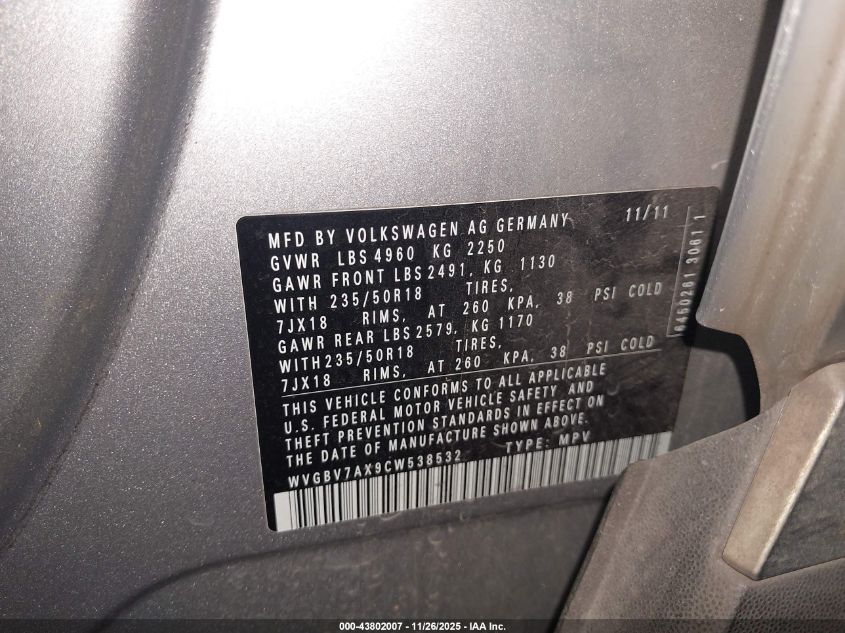 MFD BY VOLKSWAGEN AG GERMANY 11/11
GVWR LBS 4960 KG 2250
GAWR FRONT LBS 2491, KG 1130
WITH 235/50R18 TIRES,
7JX18 RIMS, AT 260 KPA, 38 PSI COLD
GAWR REAR LBS 2579, KG 1170
WITH235/50R18 TIRES,
7JX18 RIMS, AT 260 KPA, 38 PSI COLD
THIS VEHICLE CONFORMS TO ALL APPLICABLE
U.S. FEDERAL MOTOR VEHICLE SAFETY AND
THEFT PREVENTION STANDARDS IN EFFECT ON
THE DATE OF MANUFACTURE SHOWN ABOVE.
WVGBV7AX9CW538532 TYPE: MPV
000-43802007 - 11/26/2025 - IAA Inc.